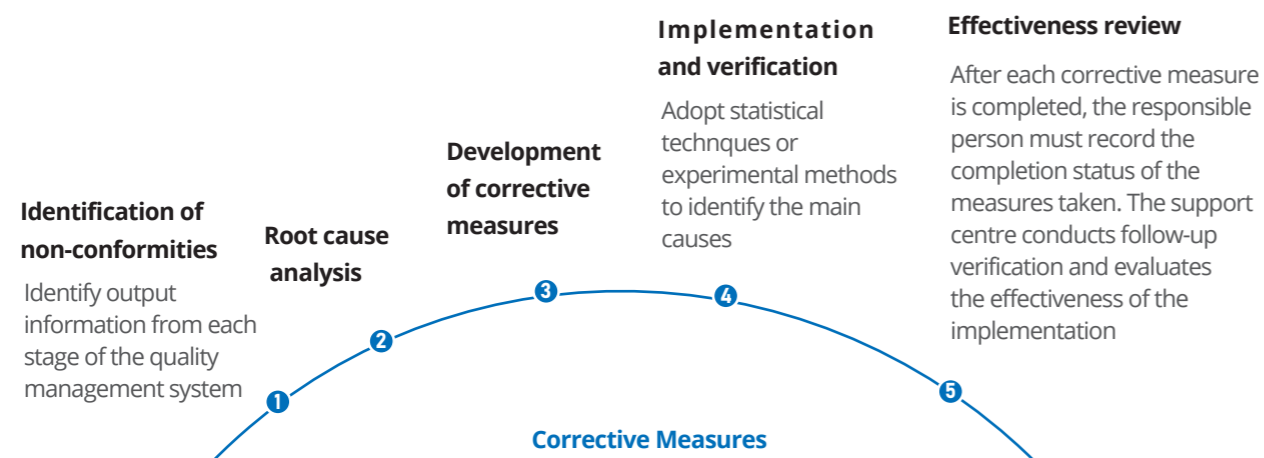 Identification of
non-conformities
Identify output
information from each
stage of the quality
management system
1
Root cause
analysis
2
Development
of corrective
measures
3
Implementation
and verification
Adopt statistical
technques or
experimental methods
to identify the main
causes
4
Effectiveness review
After each corrective measure
is completed, the responsible
person must record the
completion status of the
measures taken. The support
centre conducts follow-up
verification and evaluates
the effectiveness of the
implementation
5
Corrective Measures